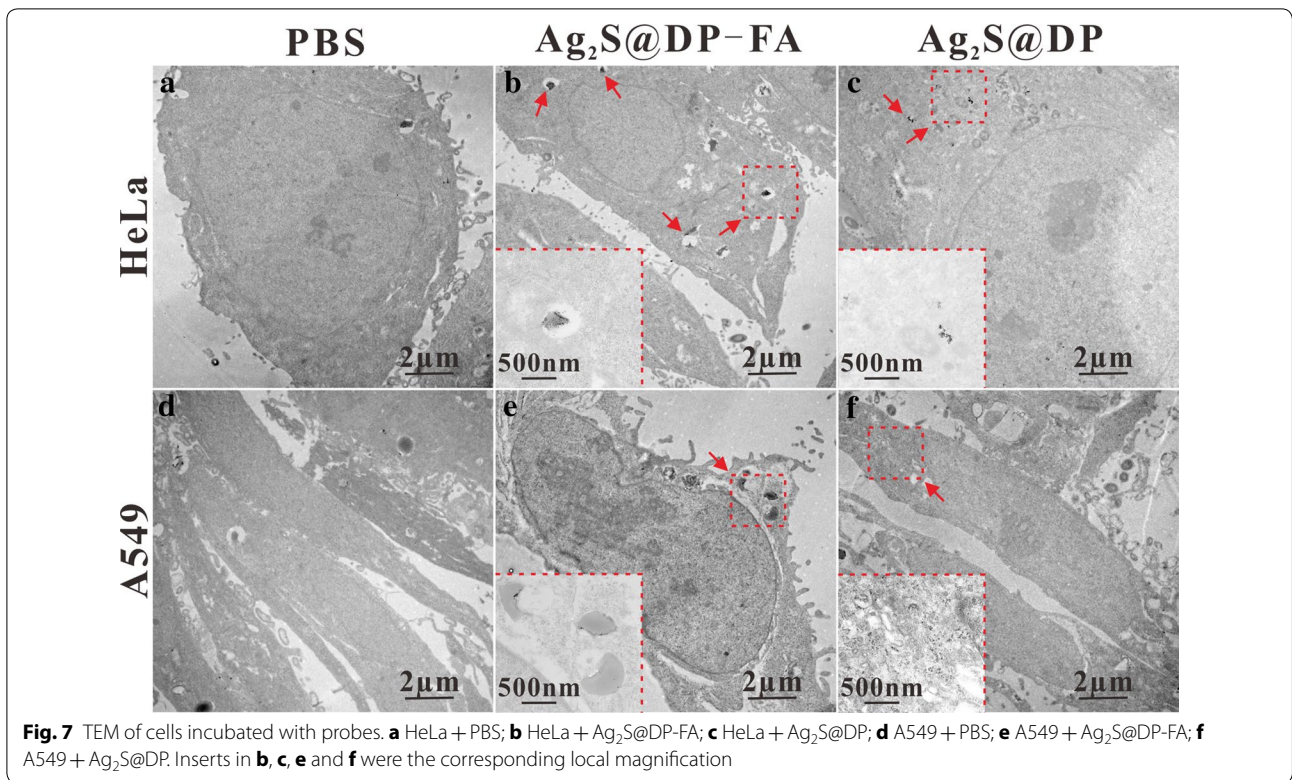 PBS Ag₂S@DP-FA Ag₂S@DP
HeLa
a b c
500nm 500nm
2μm 2μm 2μm
A549
d e f
500nm 500nm
2μm 2μm 2μm
Fig. 7 TEM of cells incubated with probes. a HeLa + PBS; b HeLa + Ag₂S@DP-FA; c HeLa + Ag₂S@DP; d A549 + PBS; e A549 + Ag₂S@DP-FA; f
A549 + Ag₂S@DP. Inserts in b, c, e and f were the corresponding local magnification